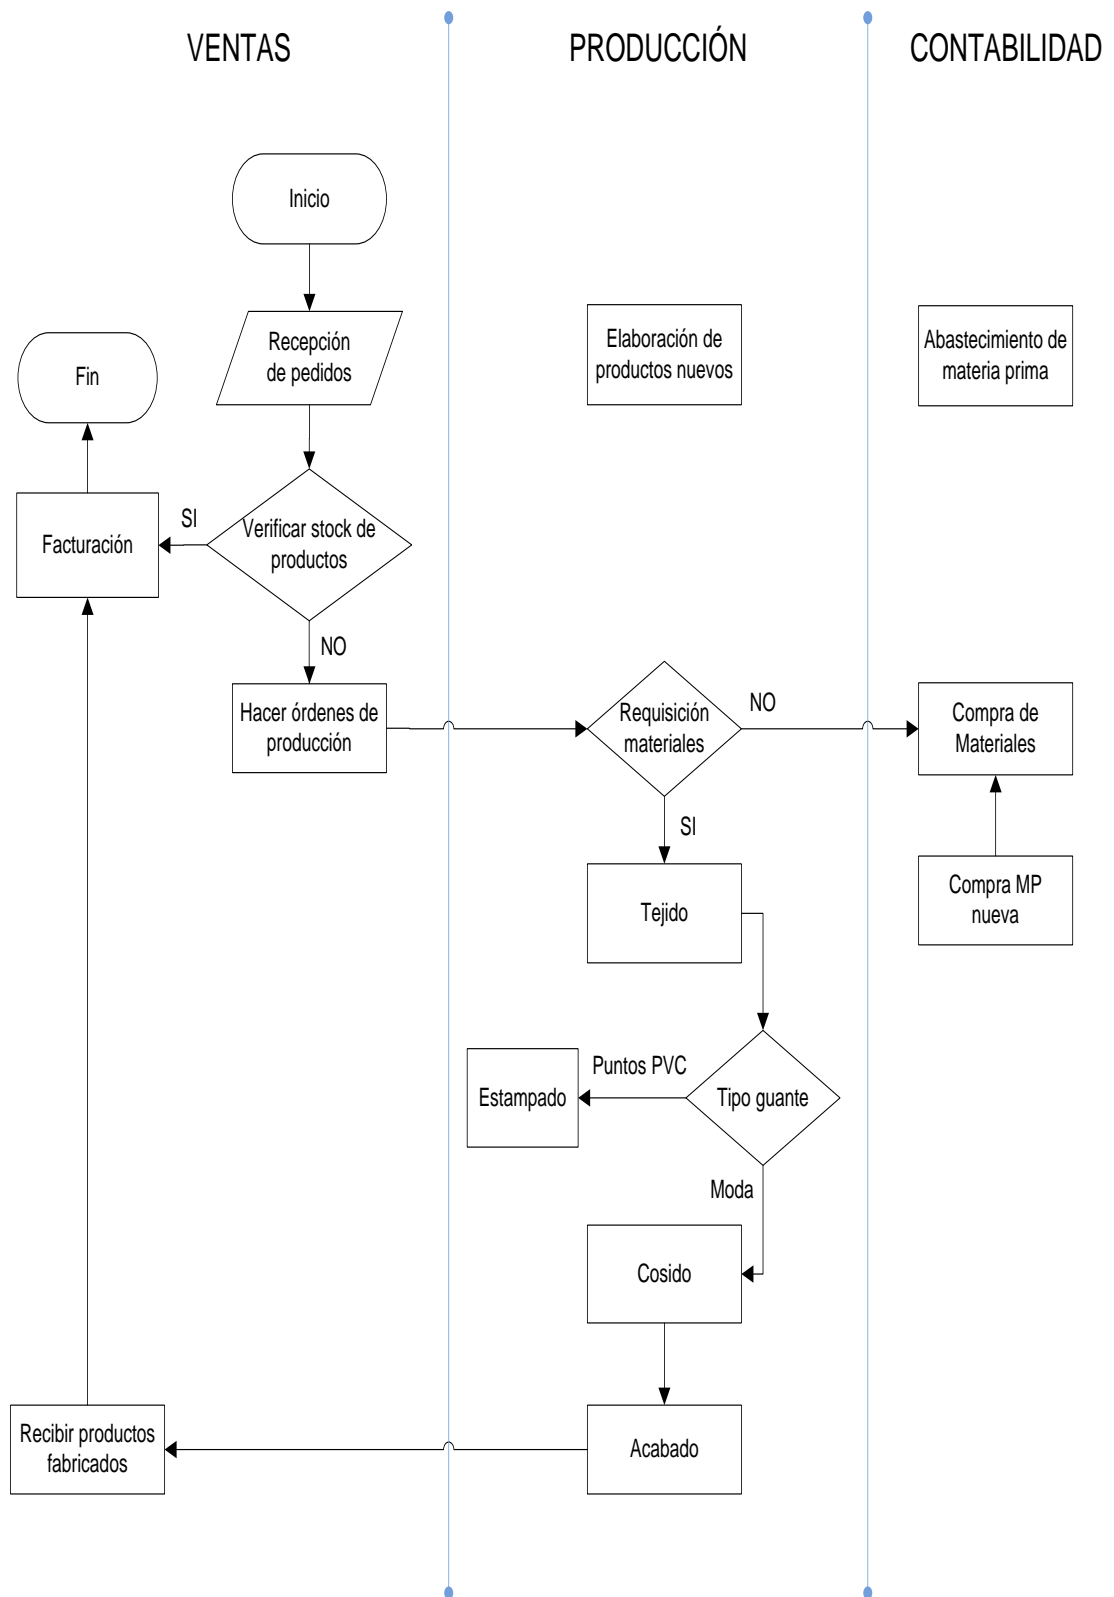 VENTAS
PRODUCCIÓN
CONTABILIDAD
Inicio
Recepción
de pedidos
Elaboración de
productos nuevos
Abastecimiento de
materia prima
Fin
SI
Verificar stock de
productos
Facturación
NO
Hacer órdenes de
producción
Requisición
materiales
NO
Compra de
Materiales
SI
Tejido
Compra MP
nueva
Puntos PVC
Estampado
Tipo guante
Moda
Cosido
Recibir productos
fabricados
Acabado